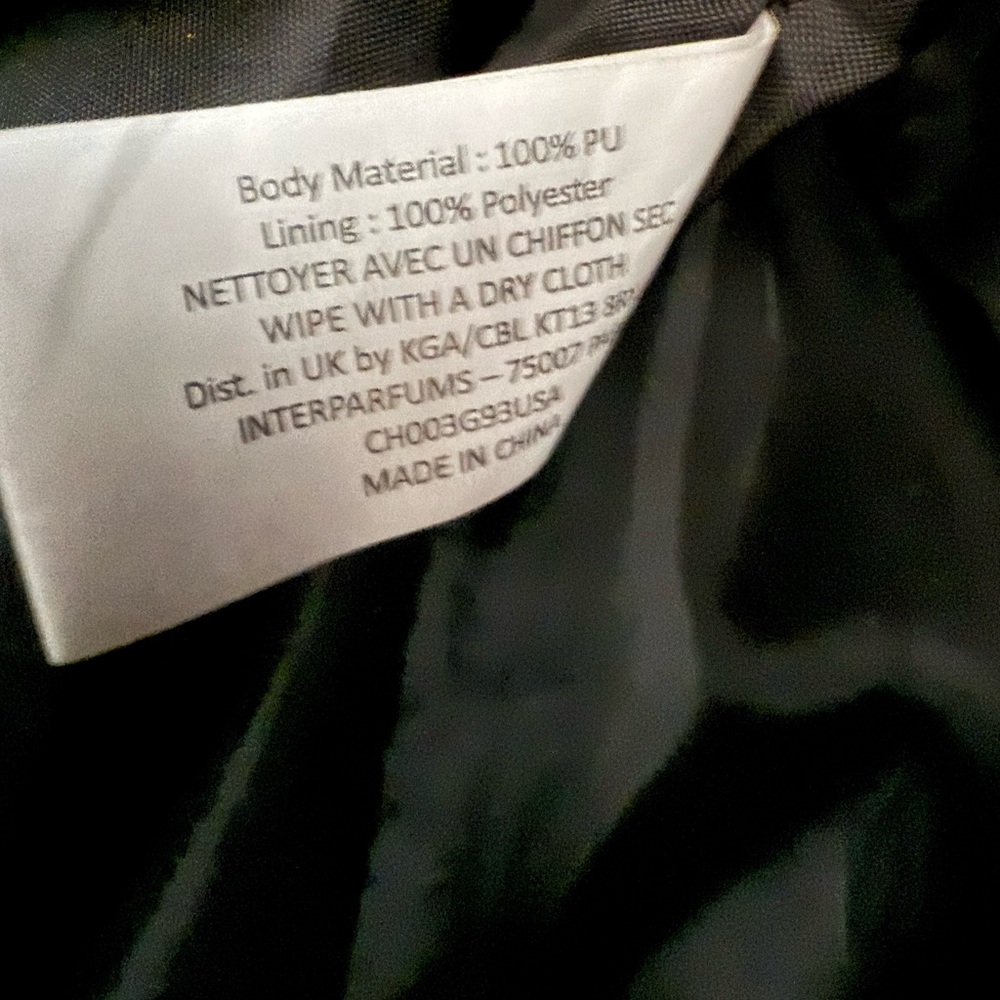 Body Material : 100% PU
Lining : 100% Polyester
NETTOYER AVEC UN CHIFFON SEC
WIPE WITH A DRY CLOTH
Dist. in UK by KGA/CBL KT13
INTERPARFUMS – 75007
CH003G93USA
MADE IN CHINA